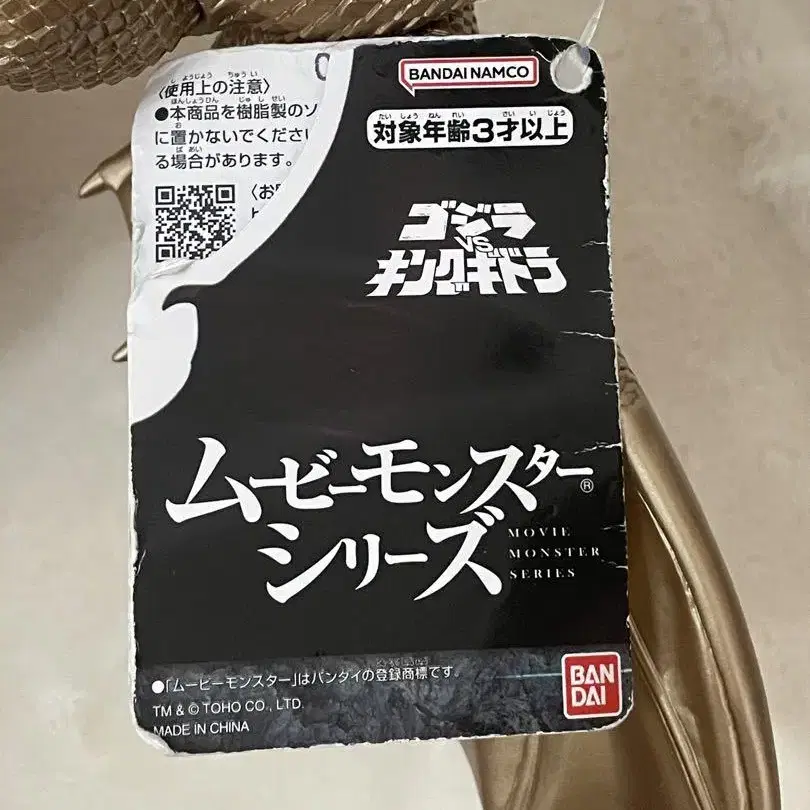 〈使用上の注意〉
●本商品を樹脂製のソ
に置かないでくださ
る場合があります。
〈お
BANDAI NAMCO
対象年齢3才以上
ゴジラ
VS
キングギドラ
ムービーモンスター®
シリーズ
MOVIE
MONSTER
SERIES
●「ムービーモンスター」はバンダイの登録商標です。
TM & © TOHO CO., LTD.
MADE IN CHINA
BAN
DAI